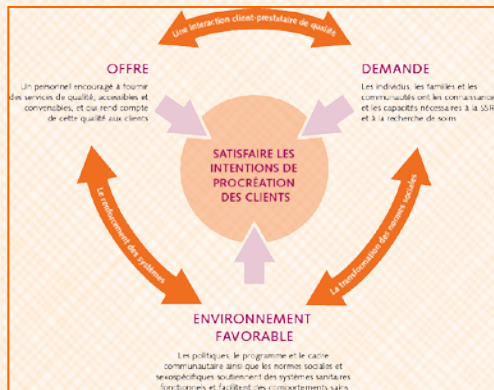 Une interaction client-prestataire de qualité
OFFRE
Un personnel encouragé à fournir
des services de qualité, accessibles et
convenables, et qui rend compte
de cette qualité aux clients
DEMANDE
Les individus, les familles et les
communautés ont les connaissances
et les capacités nécessaires à la SSR
et à la recherche de soins
SATISFAIRE LES
INTENTIONS DE
PROCRÉATION
DES CLIENTS
Le renforcement des systèmes
La transformation des normes sociales
ENVIRONNEMENT
FAVORABLE
Les politiques, le programme et le cadre
communautaire ainsi que les normes sociales et
sexospécifiques soutiennent des systèmes sanitaires
fonctionnels et facilitent des comportements sains